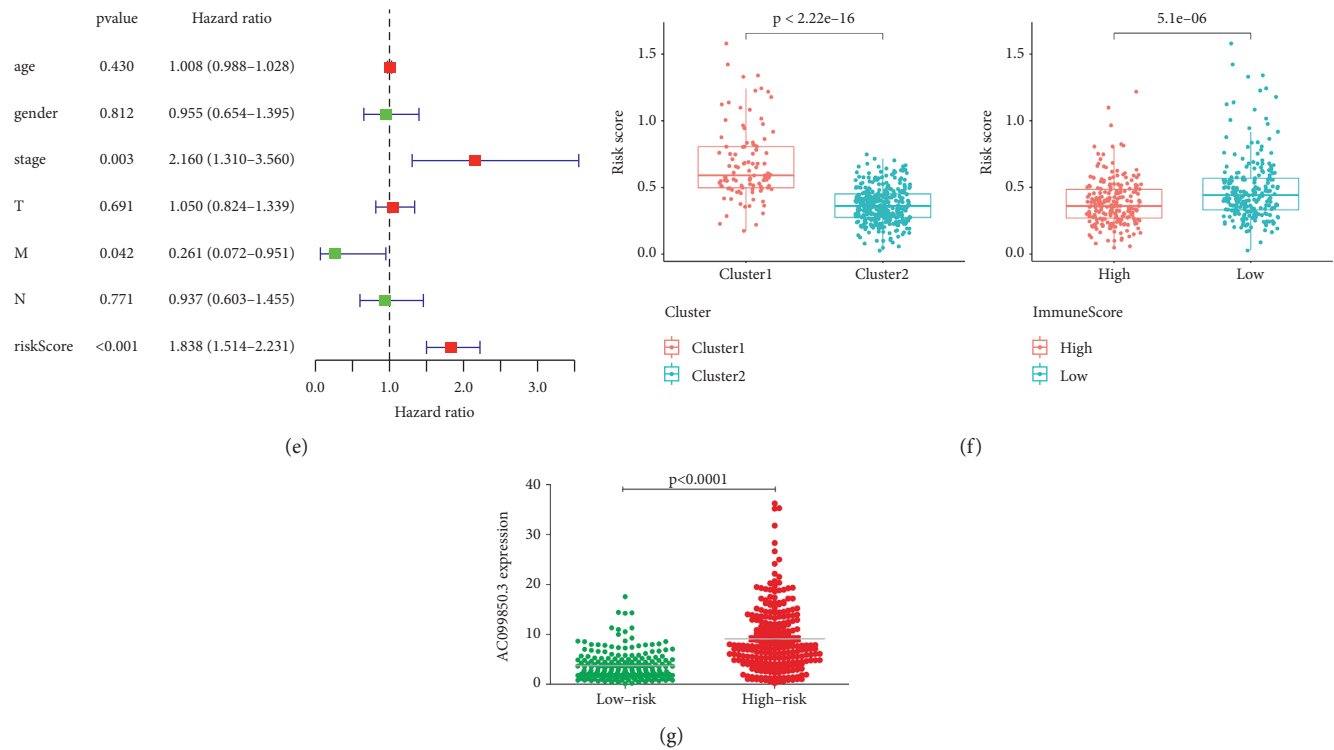 pvalue Hazard ratio
age 0.430 1.008 (0.988–1.028)
gender 0.812 0.955 (0.654–1.395)
stage 0.003 2.160 (1.310–3.560)
T 0.691 1.050 (0.824–1.339)
M 0.042 0.261 (0.072–0.951)
N 0.771 0.937 (0.603–1.455)
riskScore <0.001 1.838 (1.514–2.231)
0.0 1.0 2.0 3.0
Hazard ratio
(e)
p < 2.22e–16
Risk score
1.5
1.0
0.5
0.0
Cluster1 Cluster2
Cluster
Cluster1
Cluster2
5.1e–06
Risk score
1.5
1.0
0.5
0.0
High Low
ImmuneScore
High
Low
(f)
p<0.0001
AC099850.3 expression
40
30
20
10
0
Low–risk High–risk
(g)